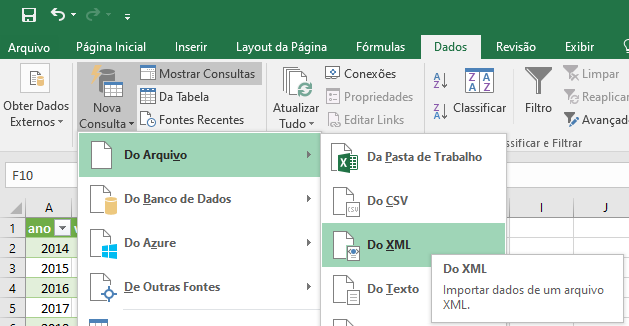 Arquivo Página Inicial Inserir Layout da Página Fórmulas Dados Revisão Exibir
Obter Dados Externos
Nova Consulta
Mostrar Consultas
Da Tabela
Fontes Recentes
Atualizar Tudo
Conexões
Propriedades
Editar Links
Classificar
Filtro
Limpar
Reaplicar
Avançado
ssificar e Filtrar
Do Arquivo
Do Banco de Dados
Do Azure
De Outras Fontes
Da Pasta de Trabalho
Do CSV
Do XML
Do Texto
Do XML
Importar dados de um arquivo
XML.
F10
A I J
1 ano
2 2014
3 2015
4 2016
5 2017